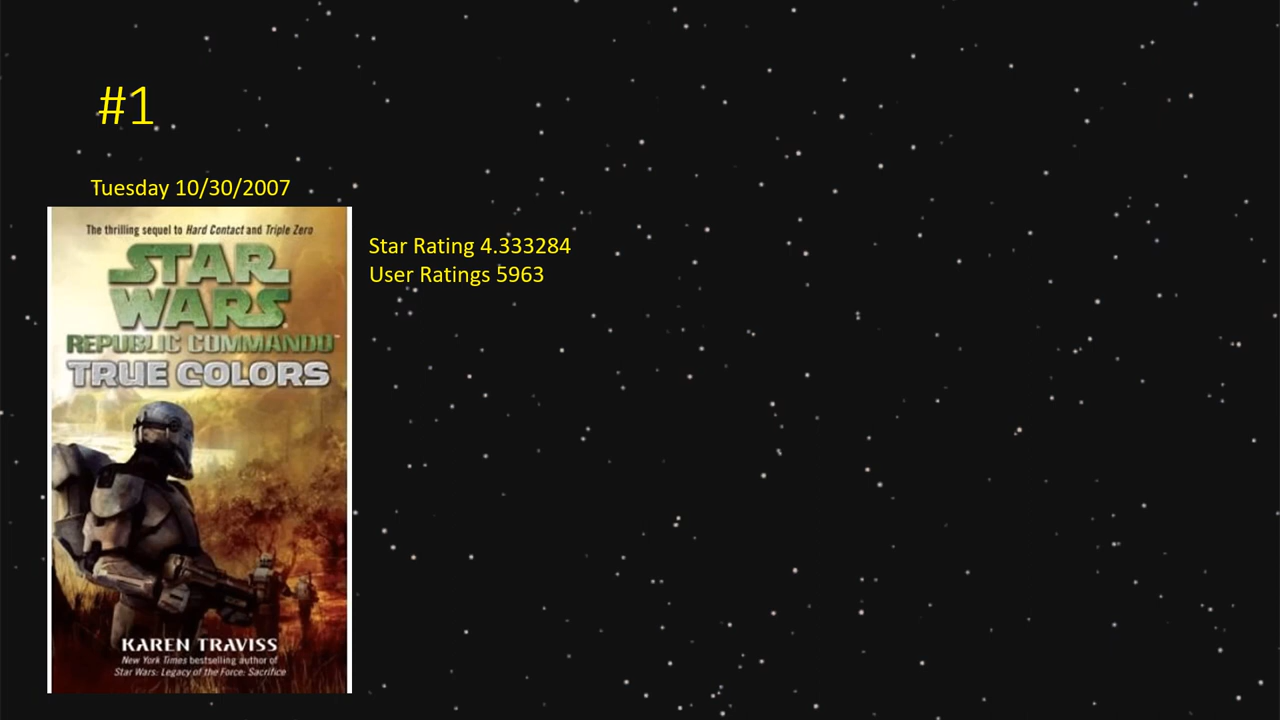 #1
Tuesday 10/30/2007
The thrilling sequel to Hard Contact and Triple Zero
STAR
WARS
REPUBLIC COMMANDO™
TRUE COLORS
KAREN TRAVISS
New York Times bestselling author of
Star Wars: Legacy of the Force: Sacrifice
Star Rating 4.333284
User Ratings 5963